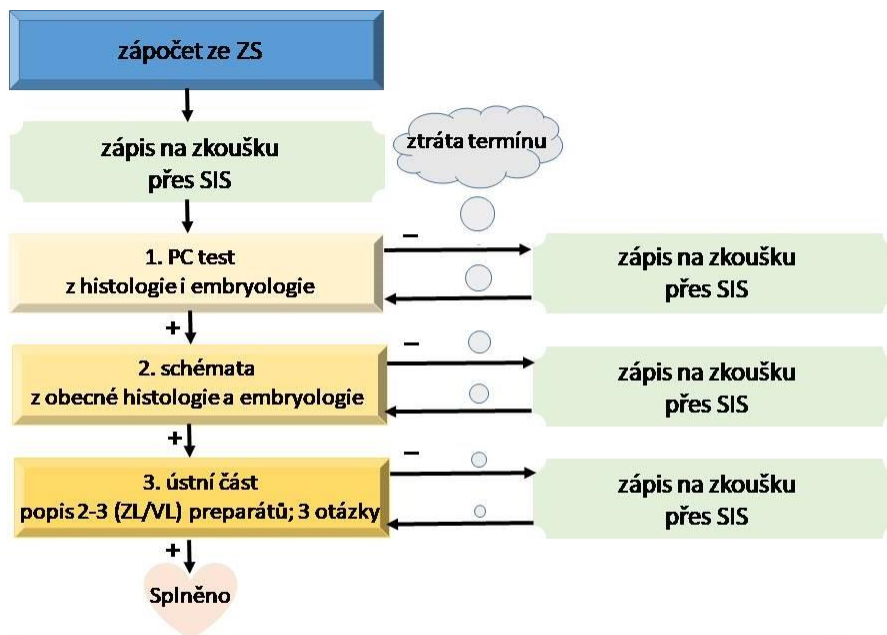 zápočet ze ZS
zápis na zkoušku
přes SIS
ztráta termínu
1. PC test
z histologie i embryologie
–
zápis na zkoušku
přes SIS
+
2. schémata
z obecné histologie a embryologie
–
zápis na zkoušku
přes SIS
+
3. ústní část
popis 2-3 (ZL/VL) preparátů; 3 otázky
–
zápis na zkoušku
přes SIS
+
Splněno